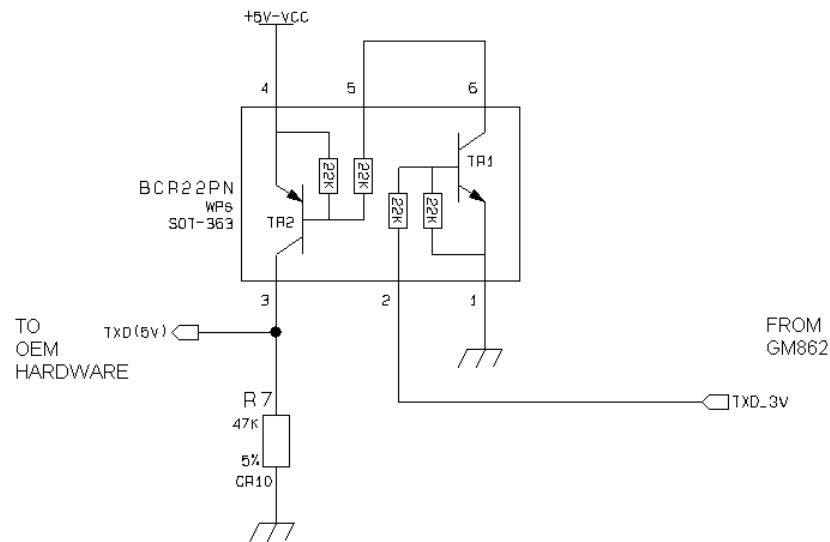 +5V-VCC
4
5
6
22K
22K
TR1
BCR22PN
WP6
SOT-363
TR2
22K
22K
3
2
1
TO
OEM
HARDWARE
TXD(5V)
FROM
GM862
R7
47K
5%
CR10
TXD_3V